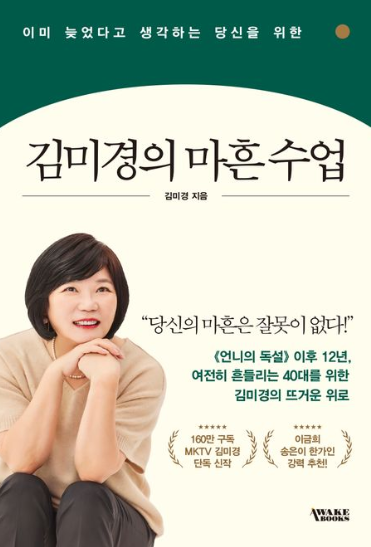 이미 늦었다고 생각하는 당신을 위한
김미경의 마흔 수업
김미경 지음
“당신의 마흔은 잘못이 없다!”
《언니의 독설》 이후 12년,
여전히 흔들리는 40대를 위한
김미경의 뜨거운 위로
★★★★★
160만 구독
MKTV 김미경
단독 신작
★★★★★
이금희
송은이 한가인
강력 추천!
AWAKE
BOOKS